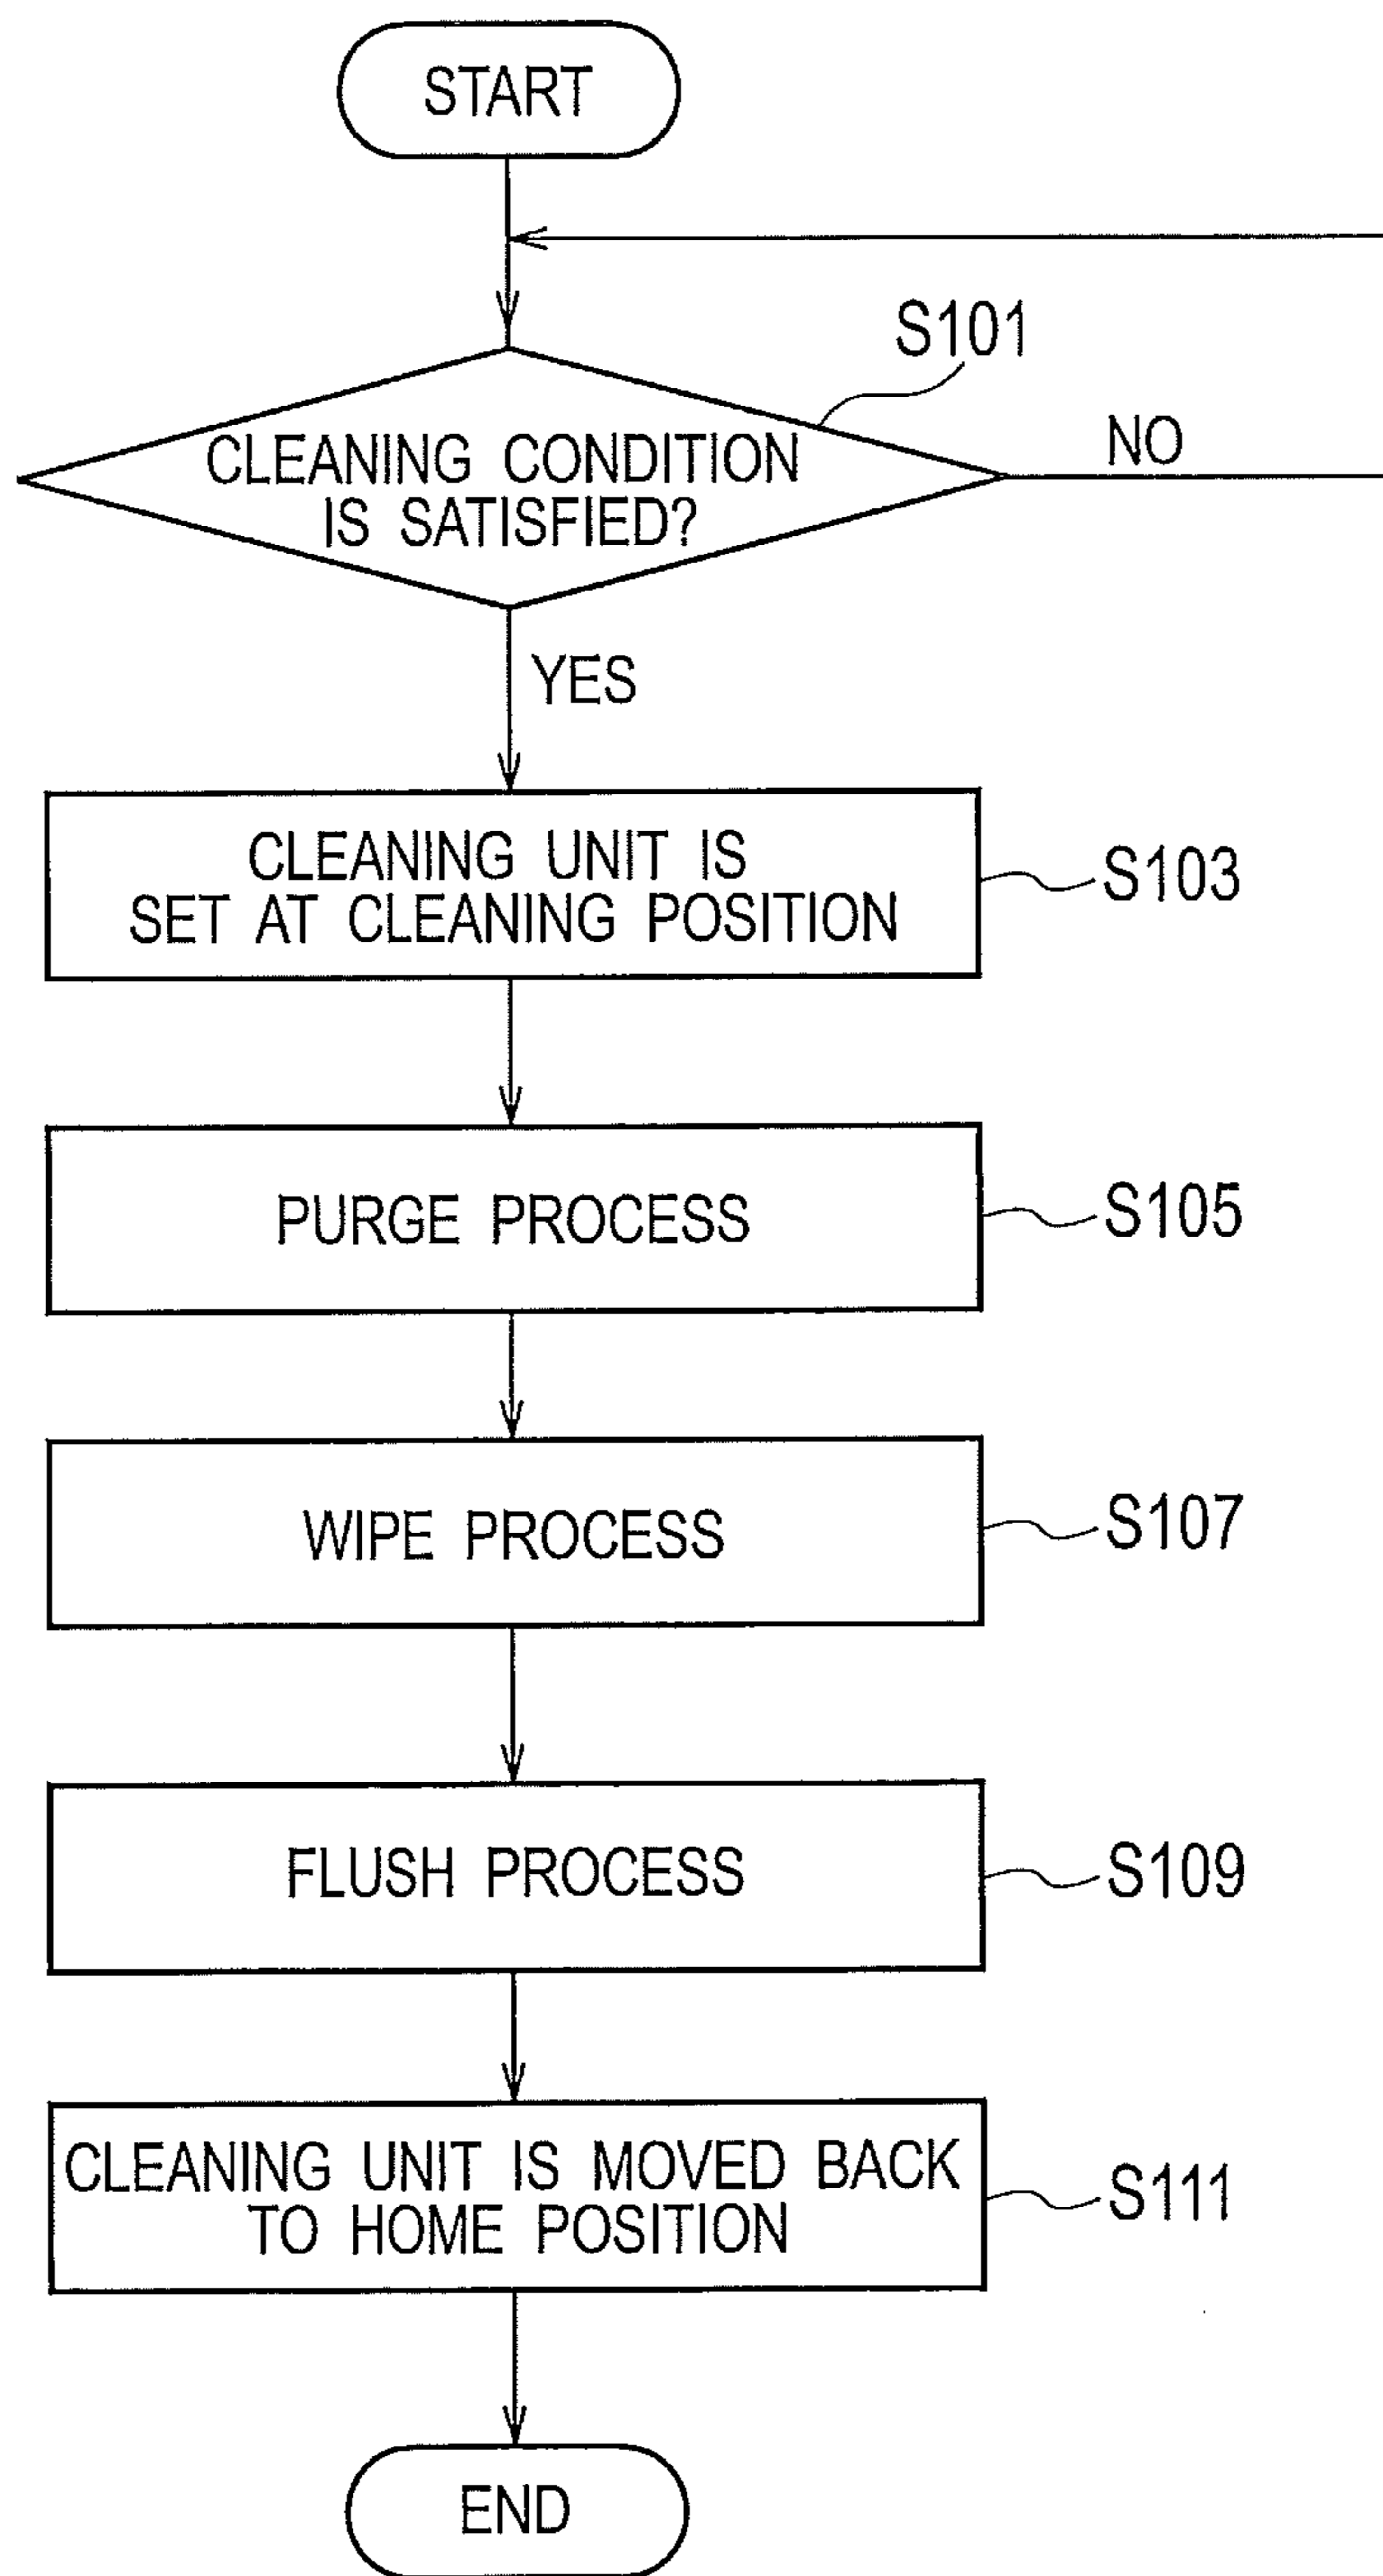 START
S101
CLEANING CONDITION
IS SATISFIED?
NO
YES
CLEANING UNIT IS
SET AT CLEANING POSITION
S103
PURGE PROCESS
S105
WIPE PROCESS
S107
FLUSH PROCESS
S109
CLEANING UNIT IS MOVED BACK
TO HOME POSITION
S111
END